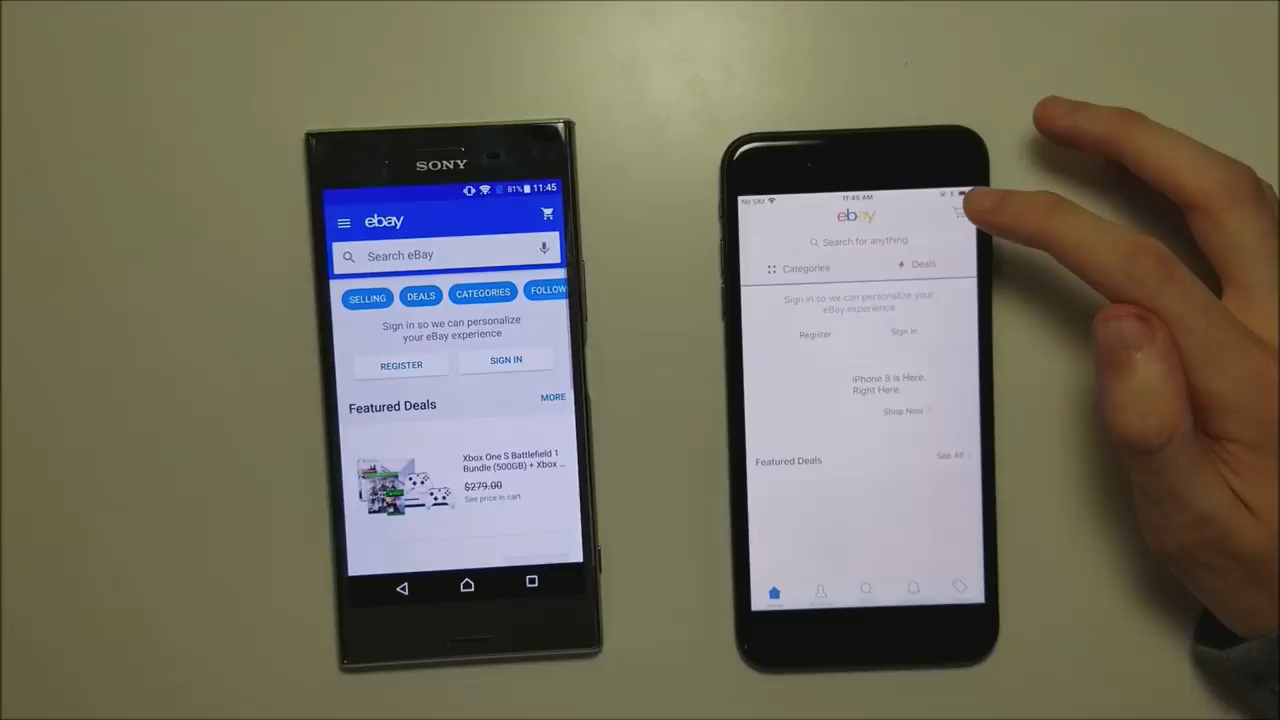 SONY
81% 11:45
ebay
Search eBay
SELLING DEALS CATEGORIES FOLLOW
Sign in so we can personalize
your eBay experience
REGISTER SIGN IN
Featured Deals MORE
Xbox One S Battlefield 1
Bundle (500GB) + Xbox ...
$279.00
See price in cart
No SIM 11:45 AM
ebay
Search for anything
Categories Deals
Sign in so we can personalize your
eBay experience
Register Sign In
iPhone 8 is Here.
Right Here.
Shop Now
Featured Deals See All
Home